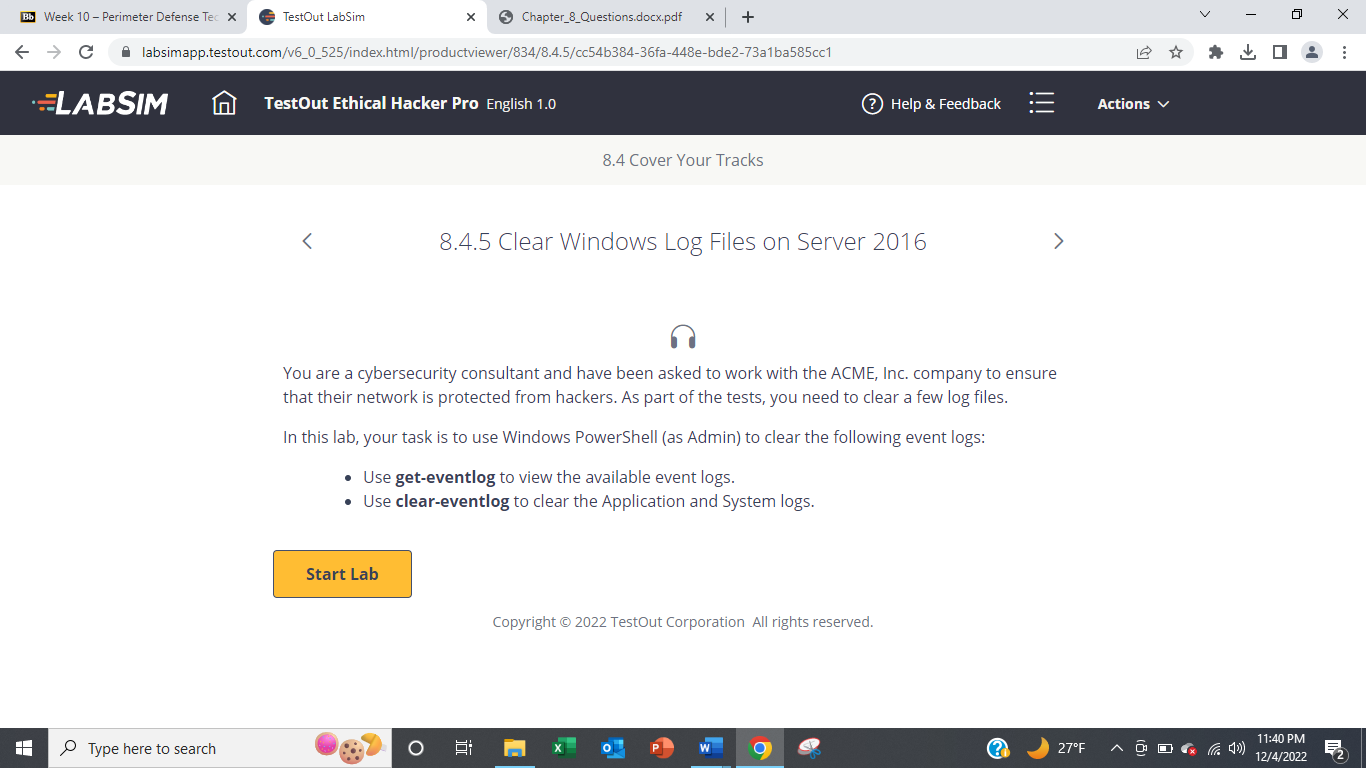 Bb Week 10 – Perimeter Defense Tec
TestOut LabSim
Chapter_8_Questions.docx.pdf
labsimapp.testout.com/v6_0_525/index.html/productviewer/834/8.4.5/cc54b384-36fa-448e-bde2-73a1ba585cc1
LABSIM
TestOut Ethical Hacker Pro English 1.0
? Help & Feedback
Actions
8.4 Cover Your Tracks
8.4.5 Clear Windows Log Files on Server 2016
You are a cybersecurity consultant and have been asked to work with the ACME, Inc. company to ensure
that their network is protected from hackers. As part of the tests, you need to clear a few log files.
In this lab, your task is to use Windows PowerShell (as Admin) to clear the following event logs:
• Use get-eventlog to view the available event logs.
• Use clear-eventlog to clear the Application and System logs.
Start Lab
Copyright © 2022 TestOut Corporation All rights reserved.
Type here to search
27°F
11:40 PM
12/4/2022
2